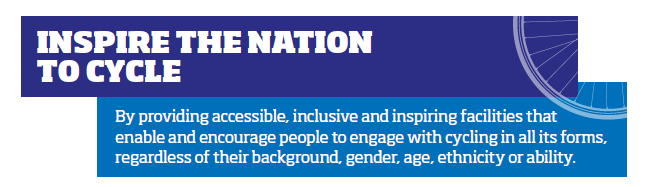 INSPIRE THE NATION
TO CYCLE
By providing accessible, inclusive and inspiring facilities that
enable and encourage people to engage with cycling in all its forms,
regardless of their background, gender, age, ethnicity or ability.